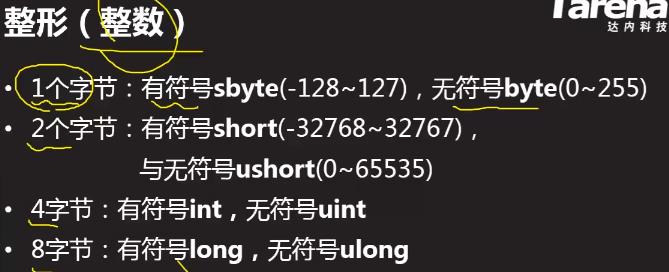 整形（整数）
Tarena
达内科技
• 1个字节：有符号sbyte(-128~127)，无符号byte(0~255)
• 2个字节：有符号short(-32768~32767)，
与无符号ushort(0~65535)
• 4字节：有符号int，无符号uint
• 8字节：有符号long，无符号ulong